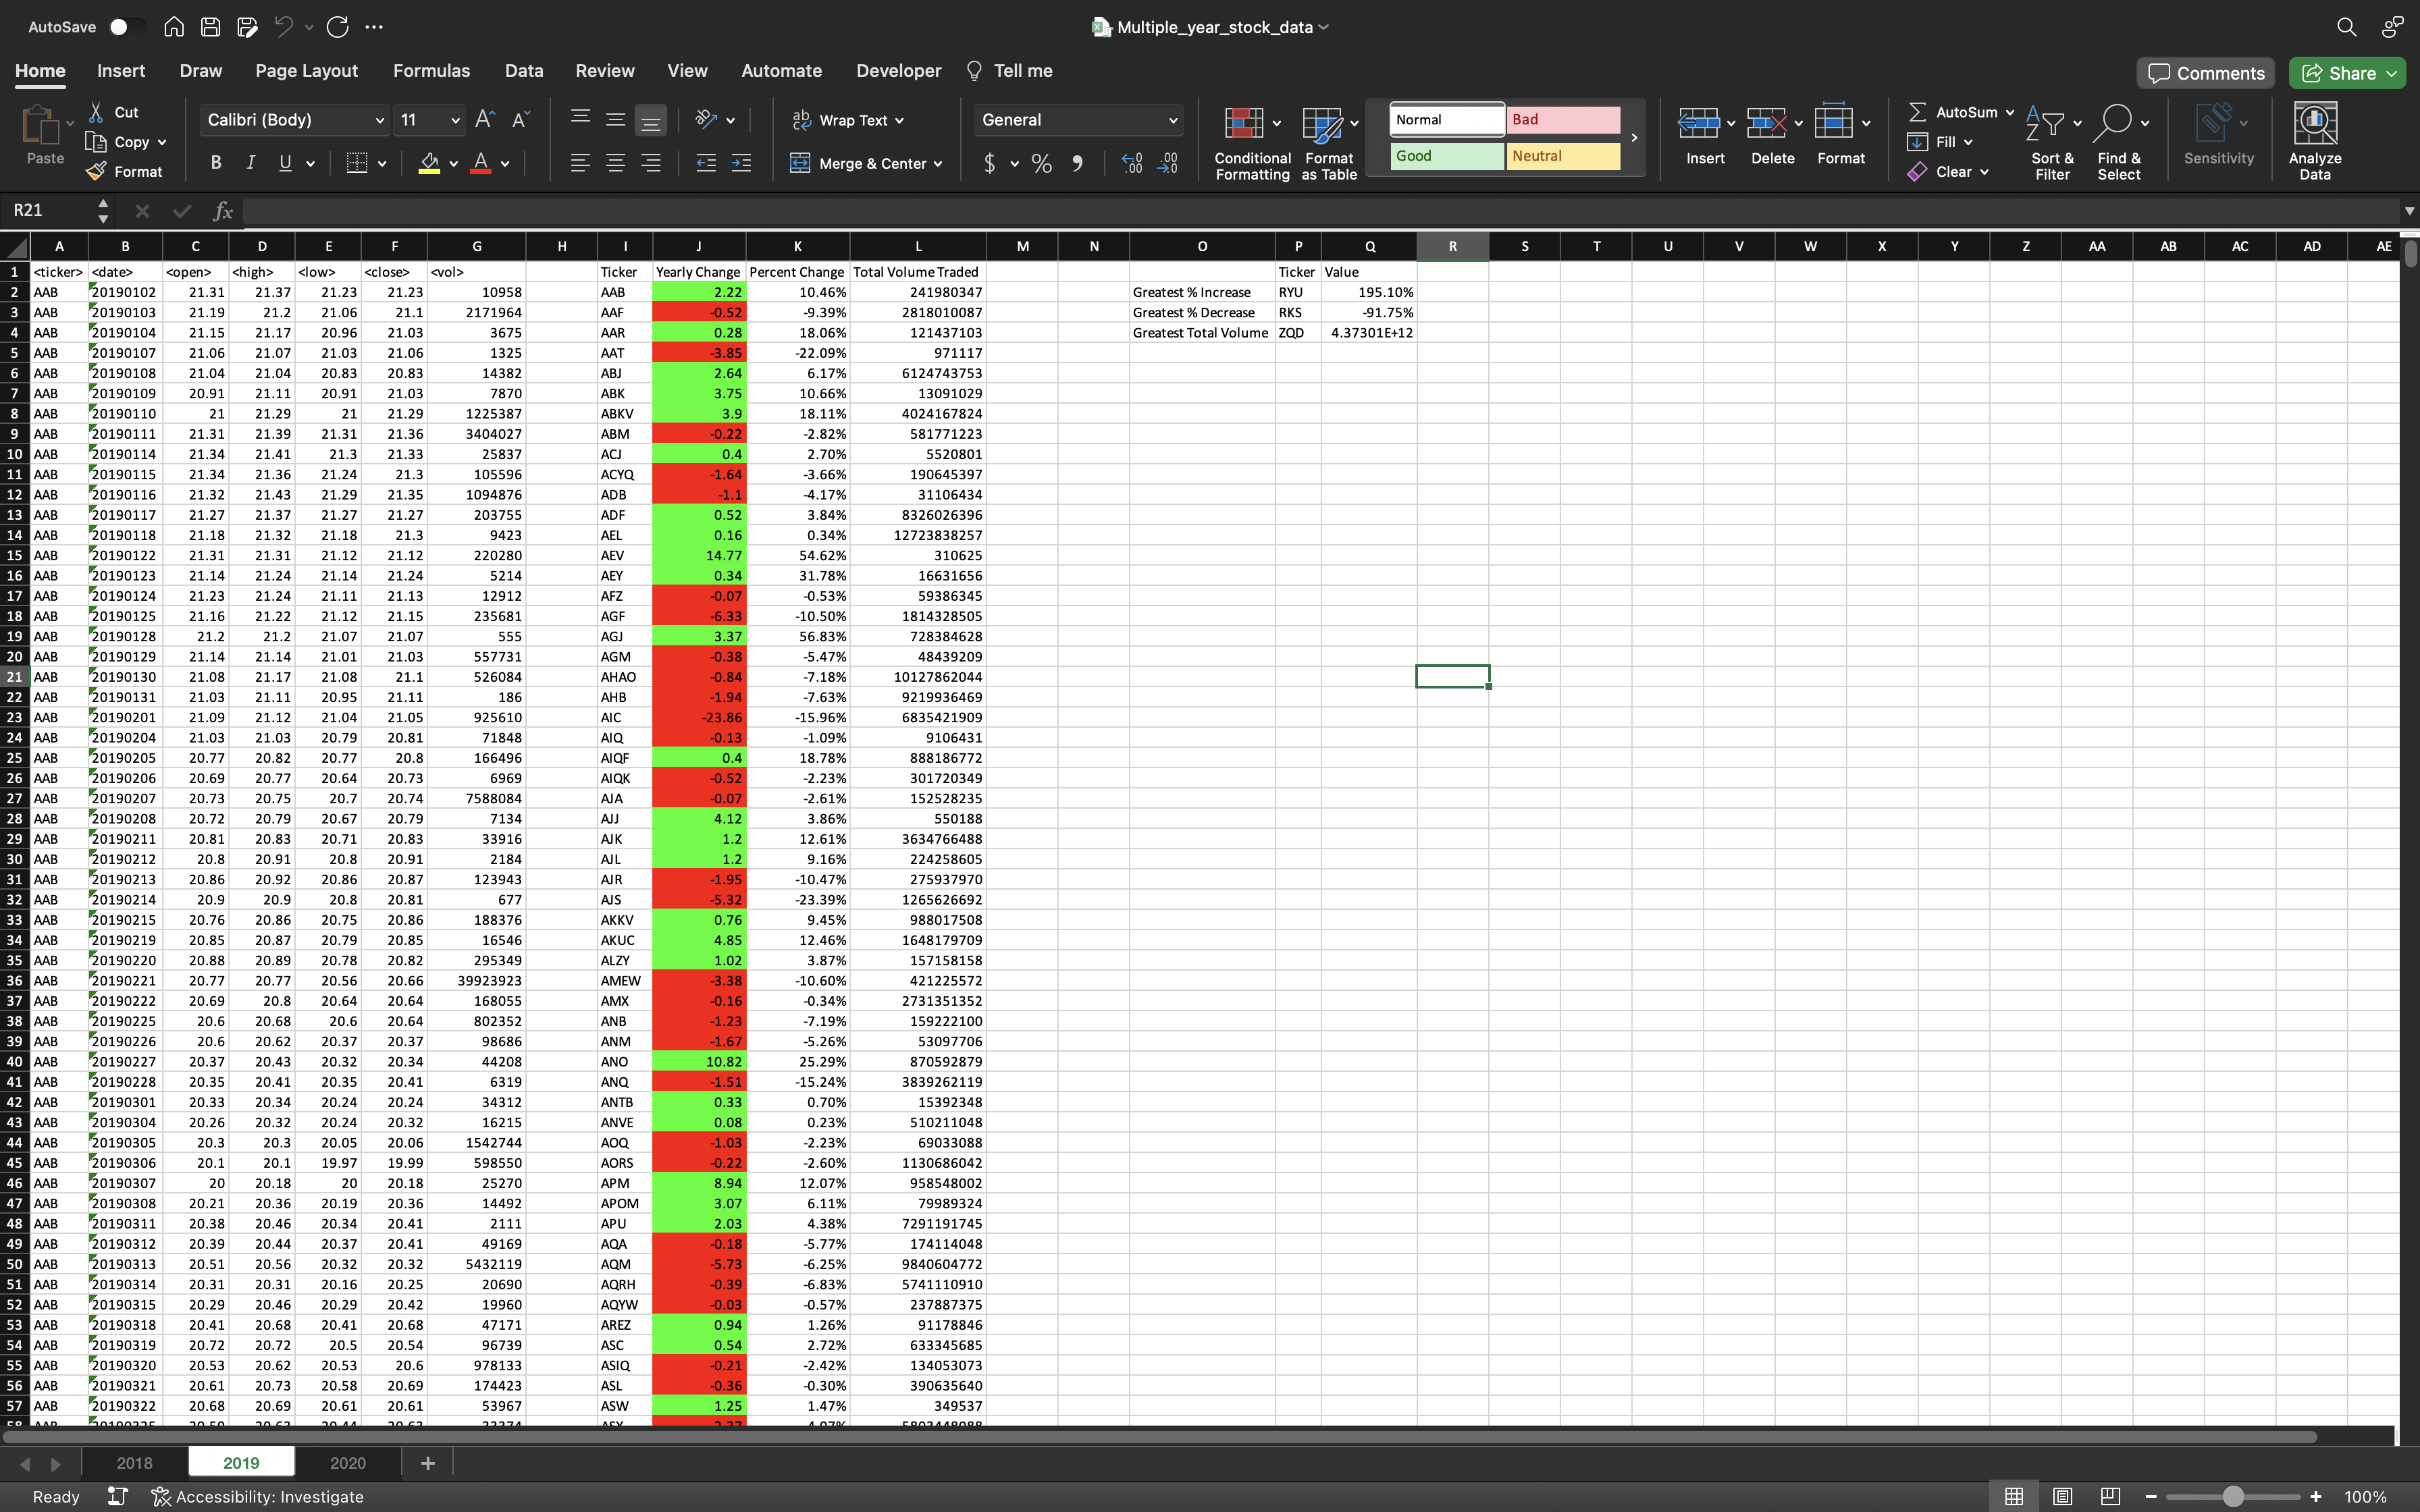 AutoSave
Multiple_year_stock_data
Home Insert Draw Page Layout Formulas Data Review View Automate Developer Tell me Comments Share
Paste Cut Copy Format
Calibri (Body) 11
B I U
Wrap Text
Merge & Center
General
Conditional Formatting
Format as Table
Normal Bad
Good Neutral
Insert Delete Format
AutoSum
Fill
Clear
Sort & Filter
Find & Select
Sensitivity
Analyze Data
R21 fx
A B C D E F G H I J K L M N O P Q R S T U V W X Y Z AA AB AC AD AE
1 <ticker> <date> <open> <high> <low> <close> <vol> Ticker Yearly Change Percent Change Total Volume Traded Ticker Value
2 AAB 20190102 21.31 21.37 21.23 21.23 10958 AAB 2.22 10.46% 241980347 Greatest % Increase RYU 195.10%
3 AAB 20190103 21.19 21.2 21.06 21.1 2171964 AAF -0.52 -9.39% 2818010087 Greatest % Decrease RKS -91.75%
4 AAB 20190104 21.15 21.17 20.96 21.03 3675 AAR 0.28 18.06% 121437103 Greatest Total Volume ZQD 4.37301E+12
5 AAB 20190107 21.06 21.07 21.03 21.06 1325 AAT -3.85 -22.09% 971117
6 AAB 20190108 21.04 21.04 20.83 20.83 14382 ABJ 2.64 6.17% 6124743753
7 AAB 20190109 20.91 21.11 20.91 21.03 7870 ABK 3.75 10.66% 13091029
8 AAB 20190110 21 21.29 21 21.29 1225387 ABKV 3.9 18.11% 4024167824
9 AAB 20190111 21.31 21.39 21.31 21.36 3404027 ABM -0.22 -2.82% 581771223
10 AAB 20190114 21.34 21.41 21.3 21.33 25837 ACJ 0.4 2.70% 5520801
11 AAB 20190115 21.34 21.36 21.24 21.3 105596 ACYQ -1.64 -3.66% 190645397
12 AAB 20190116 21.32 21.43 21.29 21.35 1094876 ADB -1.1 -4.17% 31106434
13 AAB 20190117 21.27 21.37 21.27 21.27 203755 ADF 0.52 3.84% 8326026396
14 AAB 20190118 21.18 21.32 21.18 21.3 9423 AEL 0.16 0.34% 12723838257
15 AAB 20190122 21.31 21.31 21.12 21.12 220280 AEV 14.77 54.62% 310625
16 AAB 20190123 21.14 21.24 21.14 21.24 5214 AEY 0.34 31.78% 16631656
17 AAB 20190124 21.23 21.24 21.11 21.13 12912 AFZ -0.07 -0.53% 59386345
18 AAB 20190125 21.16 21.22 21.12 21.15 235681 AGF -6.33 -10.50% 1814328505
19 AAB 20190128 21.2 21.2 21.07 21.07 555 AGJ 3.37 56.83% 728384628
20 AAB 20190129 21.14 21.14 21.01 21.03 557731 AGM -0.38 -5.47% 48439209
21 AAB 20190130 21.08 21.17 21.08 21.1 526084 AHAO -0.84 -7.18% 10127862044
22 AAB 20190131 21.03 21.11 20.95 21.11 186 AHB -1.94 -7.63% 9219936469
23 AAB 20190201 21.09 21.12 21.04 21.05 925610 AIC -23.86 -15.96% 6835421909
24 AAB 20190204 21.03 21.03 20.79 20.81 71848 AIQ -0.13 -1.09% 9106431
25 AAB 20190205 20.77 20.82 20.77 20.8 166496 AIQF 0.4 18.78% 888186772
26 AAB 20190206 20.69 20.77 20.64 20.73 6969 AIQK -0.52 -2.23% 301720349
27 AAB 20190207 20.73 20.75 20.7 20.74 7588084 AJA -0.07 -2.61% 152528235
28 AAB 20190208 20.72 20.79 20.67 20.79 7134 AJJ 4.12 3.86% 550188
29 AAB 20190211 20.81 20.83 20.71 20.83 33916 AJK 1.2 12.61% 3634766488
30 AAB 20190212 20.8 20.91 20.8 20.91 2184 AJL 1.2 9.16% 224258605
31 AAB 20190213 20.86 20.92 20.86 20.87 123943 AJR -1.95 -10.47% 275937970
32 AAB 20190214 20.9 20.9 20.8 20.81 677 AJS -5.32 -23.39% 1265626692
33 AAB 20190215 20.76 20.86 20.75 20.86 188376 AKKV 0.76 9.45% 988017508
34 AAB 20190219 20.85 20.87 20.79 20.85 16546 AKUC 4.85 12.46% 1648179709
35 AAB 20190220 20.88 20.89 20.78 20.82 295349 ALZY 1.02 3.87% 157158158
36 AAB 20190221 20.77 20.77 20.56 20.66 39923923 AMEW -3.38 -10.60% 421225572
37 AAB 20190222 20.69 20.8 20.64 20.64 168055 AMX -0.16 -0.34% 2731351352
38 AAB 20190225 20.6 20.68 20.6 20.64 802352 ANB -1.23 -7.19% 159222100
39 AAB 20190226 20.6 20.62 20.37 20.37 98686 ANM -1.67 -5.26% 53097706
40 AAB 20190227 20.37 20.43 20.32 20.34 44208 ANO 10.82 25.29% 870592879
41 AAB 20190228 20.35 20.41 20.35 20.41 6319 ANQ -1.51 -15.24% 3839262119
42 AAB 20190301 20.33 20.34 20.24 20.24 34312 ANTB 0.33 0.70% 15392348
43 AAB 20190304 20.26 20.32 20.24 20.32 16215 ANVE 0.08 0.23% 510211048
44 AAB 20190305 20.3 20.3 20.05 20.06 1542744 AOQ -1.03 -2.23% 69033088
45 AAB 20190306 20.1 20.1 19.97 19.99 598550 AORS -0.22 -2.60% 1130686042
46 AAB 20190307 20 20.18 20 20.18 25270 APM 8.94 12.07% 958548002
47 AAB 20190308 20.21 20.36 20.19 20.36 14492 APOM 3.07 6.11% 79989324
48 AAB 20190311 20.38 20.46 20.34 20.41 2111 APU 2.03 4.38% 7291191745
49 AAB 20190312 20.39 20.44 20.37 20.41 49169 AQA -0.18 -5.77% 174114048
50 AAB 20190313 20.51 20.56 20.32 20.32 5432119 AQM -5.73 -6.25% 9840604772
51 AAB 20190314 20.31 20.31 20.16 20.25 20690 AQRH -0.39 -6.83% 5741110910
52 AAB 20190315 20.29 20.46 20.29 20.42 19960 AQYW -0.03 -0.57% 237887375
53 AAB 20190318 20.41 20.68 20.41 20.68 47171 AREZ 0.94 1.26% 91178846
54 AAB 20190319 20.72 20.72 20.5 20.54 96739 ASC 0.54 2.72% 633345685
55 AAB 20190320 20.53 20.62 20.53 20.6 978133 ASIQ -0.21 -2.42% 134053073
56 AAB 20190321 20.61 20.73 20.58 20.69 174423 ASL -0.36 -0.30% 390635640
57 AAB 20190322 20.68 20.69 20.61 20.61 53967 ASW 1.25 1.47% 349537
2018 2019 2020 +
Ready Accessibility: Investigate 100%